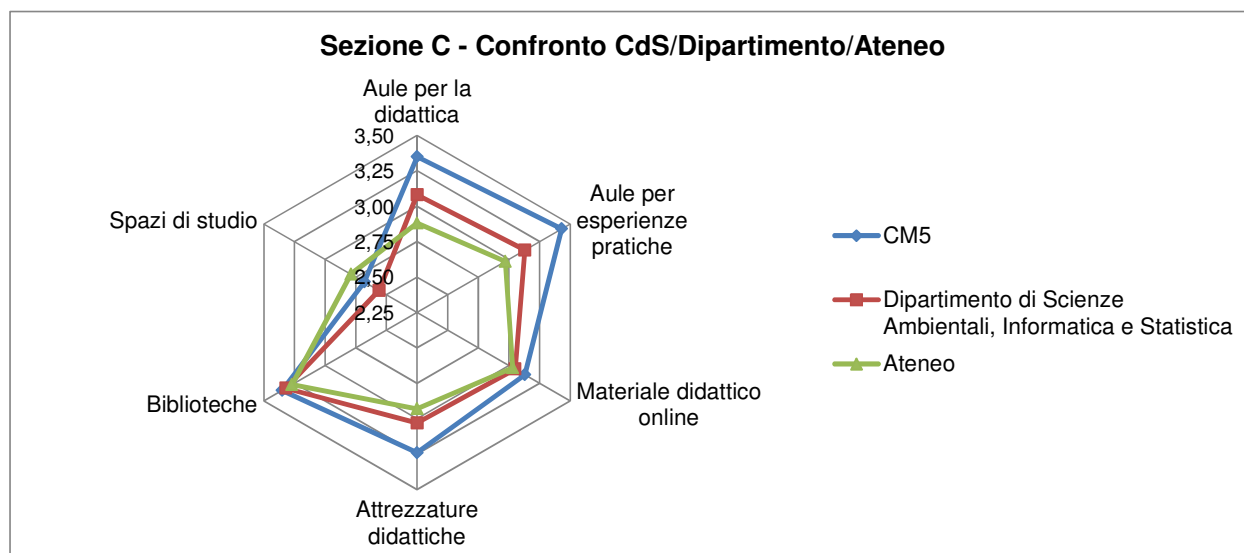 Sezione C - Confronto CdS/Dipartimento/Ateneo
Aule per la
didattica
3,50
3,25
3,00
2,75
2,50
2,25
Aule per
esperienze
pratiche
Materiale didattico
online
Attrezzature
didattiche
Biblioteche
Spazi di studio
CM5
Dipartimento di Scienze
Ambientali, Informatica e Statistica
Ateneo